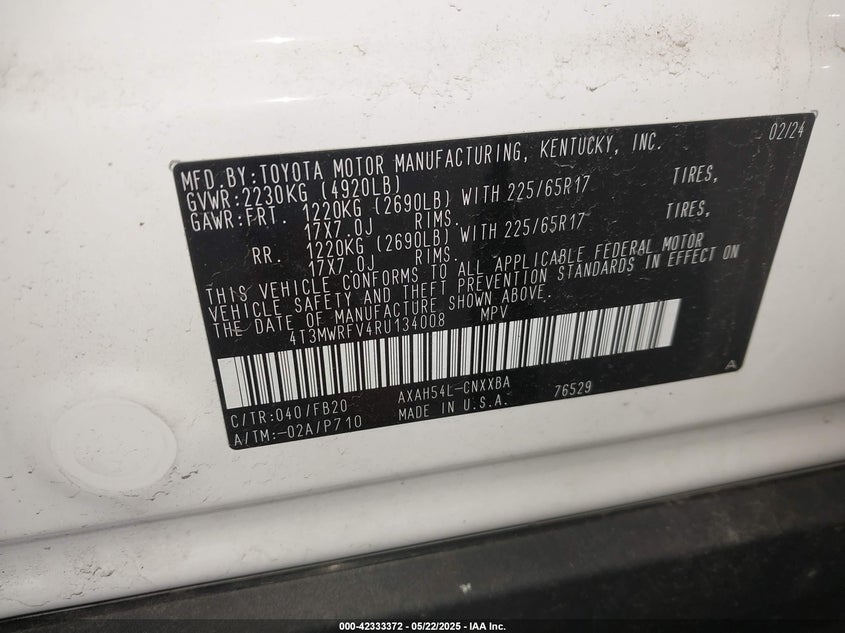 02/24
MFD.BY:TOYOTA MOTOR MANUFACTURING, KENTUCKY, INC.
GVWR:2230KG (4920LB)
GAWR:FRT. 1220KG (2690LB) WITH 225/65R17 TIRES,
17X7.0J RIMS.
RR. 1220KG (2690LB) WITH 225/65R17 TIRES,
17X7.0J RIMS.
THIS VEHICLE CONFORMS TO ALL APPLICABLE FEDERAL MOTOR
VEHICLE SAFETY AND THEFT PREVENTION STANDARDS IN EFFECT ON
THE DATE OF MANUFACTURE SHOWN ABOVE.
4T3MWRFV4RU134008 MPV
A
C/TR:040/FB20 AXAH54L-CNXXBA 76529
A/TM:-02A/P710 MADE IN U.S.A.
000-42333372 - 05/22/2025 - IAA Inc.